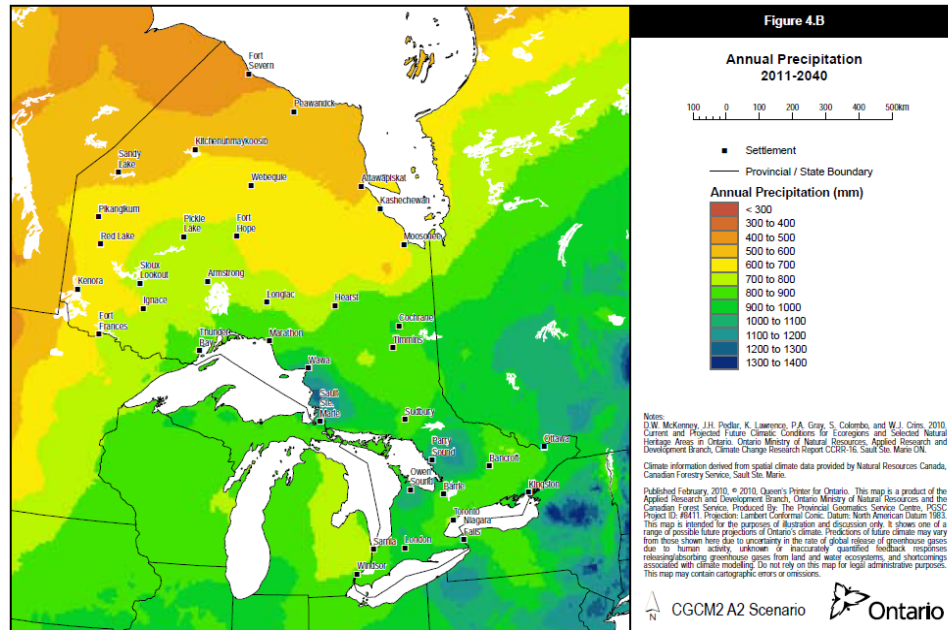 Fort
Severn
Peawanuck
Kitchenunmaykoosib
Sandy
Lake
Webequie
Attawapiskat
Kashechewan
Pikangikum
Pickle
Lake
Fort
Hope
Red Lake
Moosonee
Sioux
Lookout
Armstrong
Kenora
Ignace
Longlac
Hearst
Fort
Frances
Cochrane
Thunder
Bay
Marathon
Timmins
Wawa
Sault
Ste.
Marie
Sudbury
Parry
Sound
Ottawa
Bancroft
Owen
Sound
Barrie
Kingston
Toronto
Niagara
Falls
Sarnia
London
Windsor
Figure 4.B
Annual Precipitation
2011-2040
100 0 100 200 300 400 500km
Settlement
Provincial / State Boundary
Annual Precipitation (mm)
< 300
300 to 400
400 to 500
500 to 600
600 to 700
700 to 800
800 to 900
900 to 1000
1000 to 1100
1100 to 1200
1200 to 1300
1300 to 1400
Notes:
D.W. McKenney, J.H. Pedlar, K. Lawrence, P.A. Gray, S. Colombo, and W.J. Crins. 2010.
Current and Projected Future Climatic Conditions for Ecoregions and Selected Natural
Heritage Areas in Ontario. Ontario Ministry of Natural Resources, Applied Research and
Development Branch, Climate Change Research Report CCRR-16. Sault Ste. Marie ON.
Climate information derived from spatial climate data provided by Natural Resources Canada,
Canadian Forestry Service, Sault Ste. Marie.
Published February, 2010, © 2010, Queen's Printer for Ontario. This map is a product of the
Applied Research and Development Branch, Ontario Ministry of Natural Resources and the
Canadian Forest Service. Produced By: The Provincial Geomatics Service Centre, PGSC
Project ID: #8411. Projection: Lambert Conformal Conic. Datum: North American Datum 1983.
This map is intended for the purposes of illustration and discussion only. It shows one of a
range of possible future projections of Ontario's climate. Predictions of future climate may vary
from those shown here due to uncertainty in the rate of global release of greenhouse gases
due to human activity, unknown or inaccurately quantified feedback responses
releasing/absorbing greenhouse gases from land and water ecosystems, and shortcomings
associated with climate modelling. Do not rely on this map for legal administrative purposes.
This map may contain cartographic errors or omissions.
N
CGCM2 A2 Scenario
Ontario